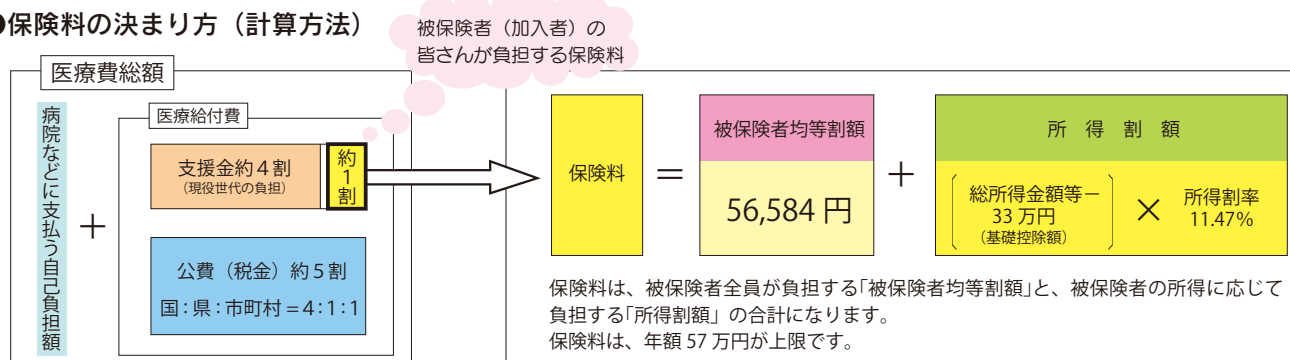 ●保険料の決まり方（計算方法）
被保険者（加入者）の
皆さんが負担する保険料
医療費総額
病院などに支払う自己負担額
＋
医療給付費
支援金約４割
（現役世代の負担）
約１割
公費（税金）約５割
国：県：市町村＝4：1：1
保険料
＝
被保険者均等割額
56,584 円
＋
所得割額
総所得金額等－
33 万円
（基礎控除額）
×
所得割率
11.47%
保険料は、被保険者全員が負担する「被保険者均等割額」と、被保険者の所得に応じて
負担する「所得割額」の合計になります。
保険料は、年額 57 万円が上限です。